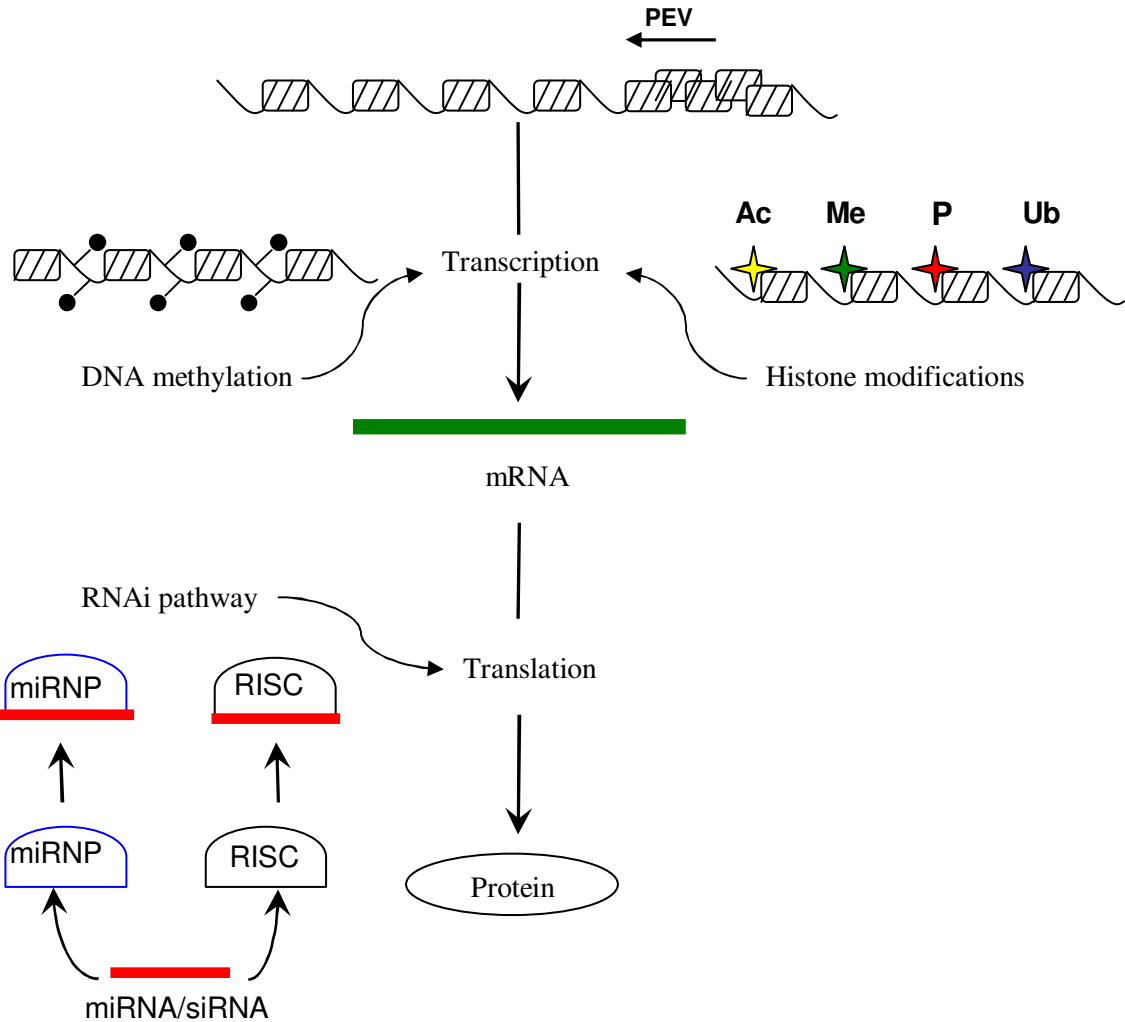 PEV
Ac Me P Ub
Transcription
DNA methylation
Histone modifications
mRNA
RNAi pathway
Translation
miRNP
RISC
miRNP
RISC
Protein
miRNA/siRNA